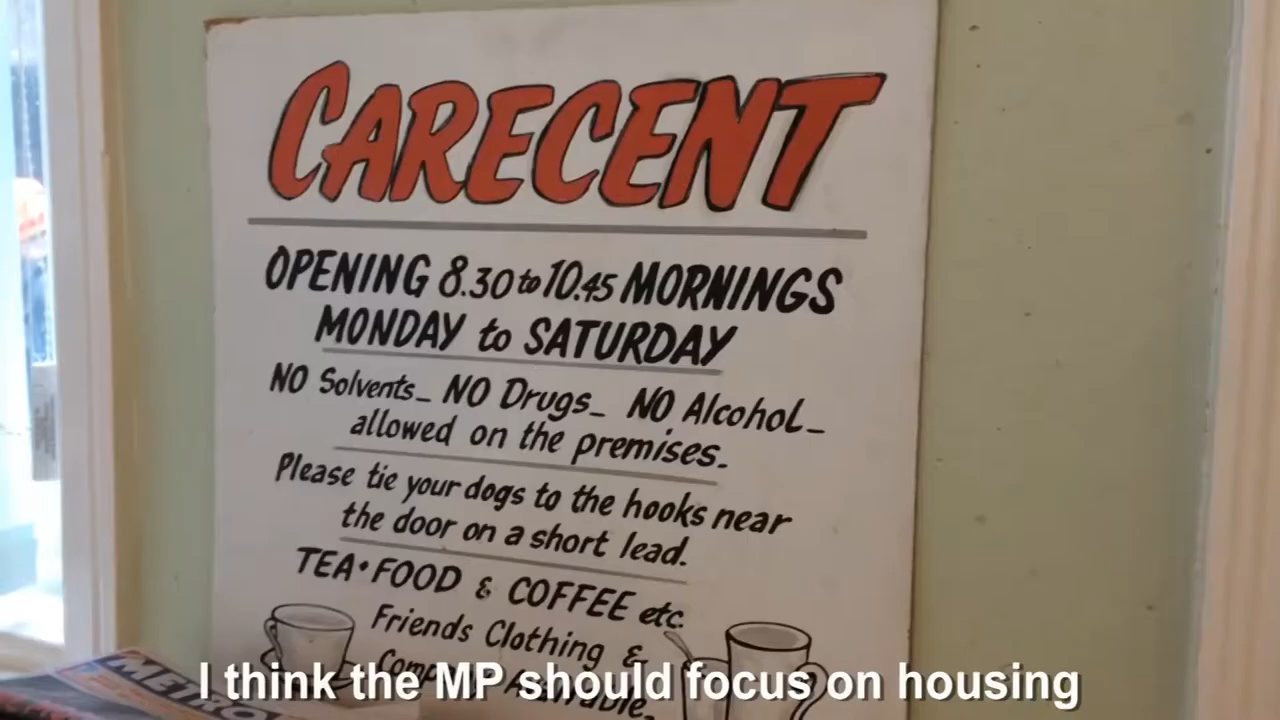 CARECENT
OPENING 8.30 to 10.45 MORNINGS
MONDAY to SATURDAY
NO Solvents_ NO Drugs_ NO Alcohol_
allowed on the premises.
Please tie your dogs to the hooks near
the door on a short lead.
TEA • FOOD & COFFEE etc.
Friends Clothing &
I think the MP should focus on housing
METRO